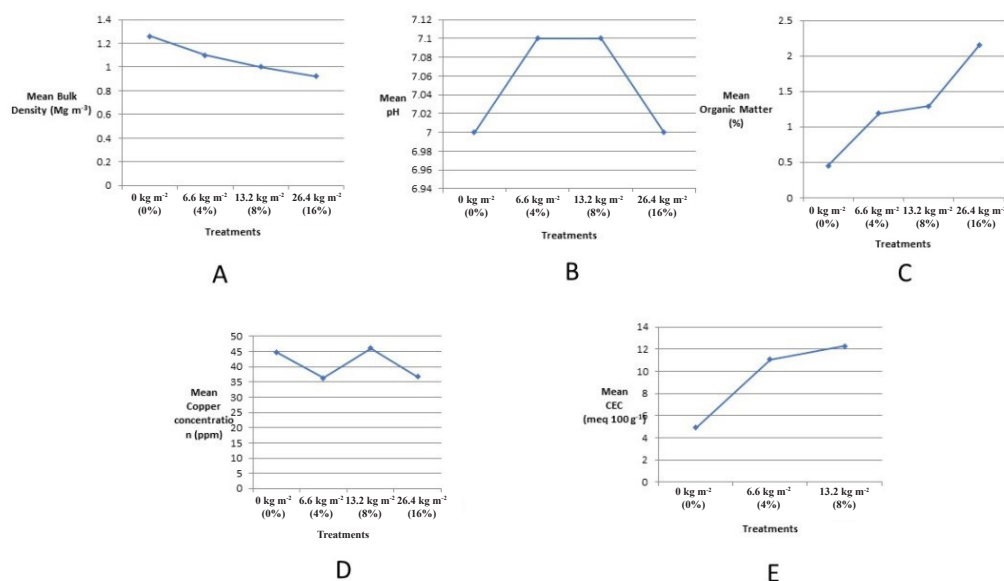 1.4
1.2
1
0.8
0.6
0.4
0.2
0
Mean Bulk
Density (Mg m⁻³)
0 kg m⁻² 6.6 kg m⁻² 13.2 kg m⁻² 26.4 kg m⁻²
(0%) (4%) (8%) (16%)
Treatments
A
7.12
7.1
7.08
7.06
7.04
7.02
7
6.98
6.96
6.94
Mean
pH
0 kg m⁻² 6.6 kg m⁻² 13.2 kg m⁻² 26.4 kg m⁻²
(0%) (4%) (8%) (16%)
Treatments
B
2.5
2
1.5
1
0.5
0
Mean
Organic Matter
(%)
0 kg m⁻² 6.6 kg m⁻² 13.2 kg m⁻² 26.4 kg m⁻²
(0%) (4%) (8%) (16%)
Treatments
C
50
45
40
35
30
25
20
15
10
5
0
Mean
Copper
concentratio
n (ppm)
0 kg m⁻² 6.6 kg m⁻² 13.2 kg m⁻² 26.4 kg m⁻²
(0%) (4%) (8%) (16%)
Treatments
D
14
12
10
8
6
4
2
0
Mean
CEC
(meq 100 g⁻¹)
0 kg m⁻² 6.6 kg m⁻² 13.2 kg m⁻²
(0%) (4%) (8%)
Treatments
E